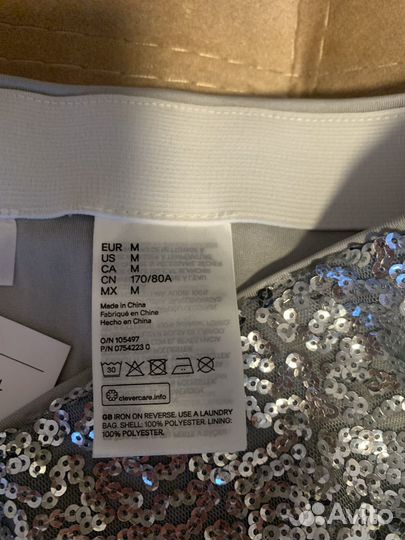 EUR M
US M
CA M
CN 170/80A
MX M
Made in China
Fabriqué en China
Hecho en China
O/N 105497
P/N 0754223 0
30
clevercare.info
GB IRON ON REVERSE. USE A LAUNDRY
BAG. SHELL: 100% POLYESTER. LINING:
100% POLYESTER.
Avito